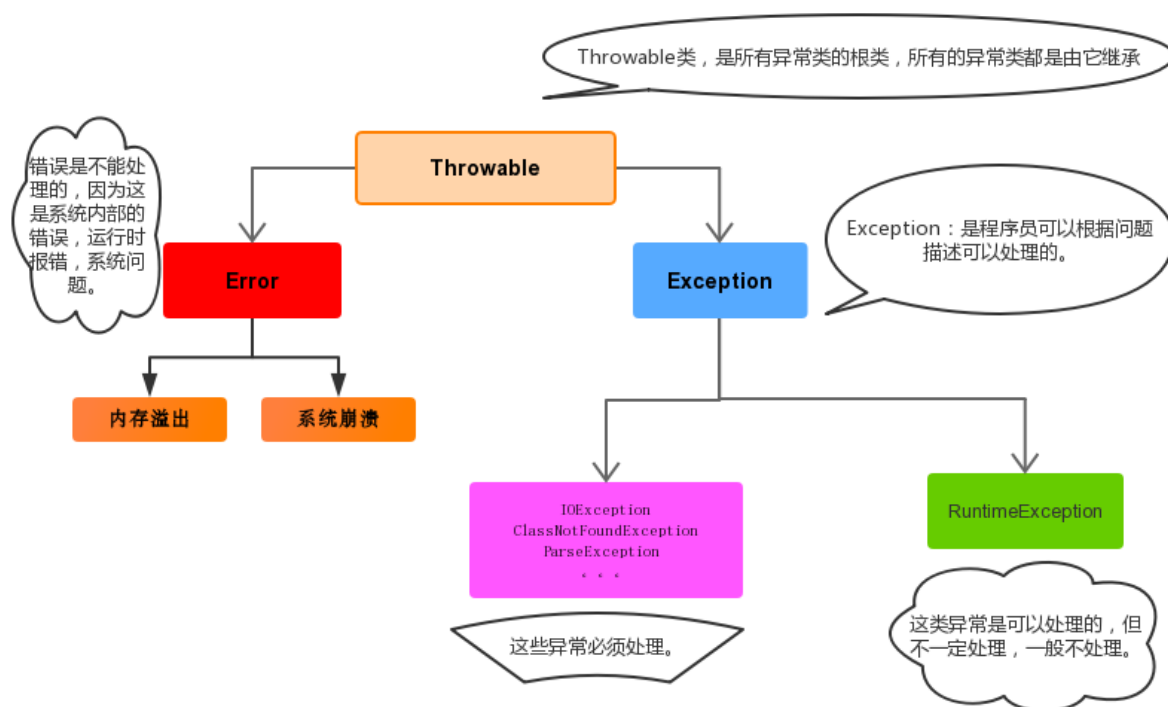 Throwable类，是所有异常类的根类，所有的异常类都是由它继承
Throwable
错误是不能处
理的，因为这
是系统内部的
错误，运行时
报错，系统问
题。
Exception：是程序员可以根据问题
描述可以处理的。
Error
Exception
内存溢出
系统崩溃
IOException
ClassNotFoundException
ParseException
。。。
RuntimeException
这些异常必须处理。
这类异常是可以处理的，但
不一定处理，一般不处理。